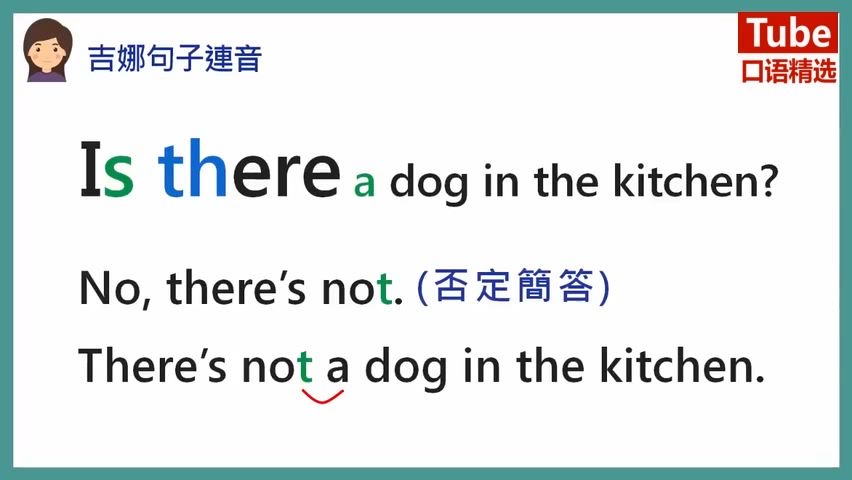 吉娜句子連音
Tube
口语精选
Is there a dog in the kitchen?
No, there's not. (否定簡答)
There's not a dog in the kitchen.